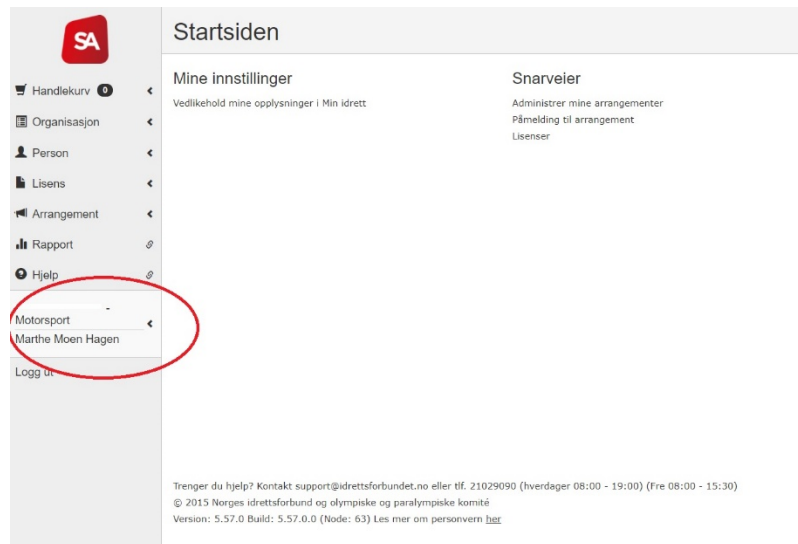 SA
Startsiden
Handlekurv 0
Organisasjon
Person
Lisens
Arrangement
Rapport
Hjelp
Motorsport
Marthe Moen Hagen
Logg ut
Mine innstillinger
Vedlikehold mine opplysninger i Min idrett
Snarveier
Administrer mine arrangementer
Påmelding til arrangement
Lisenser
Trenger du hjelp? Kontakt support@idrettsforbundet.no eller tlf. 21029090 (hverdager 08:00 - 19:00) (Fre 08:00 - 15:30)
© 2015 Norges idrettsforbund og olympiske og paralympiske komité
Version: 5.57.0 Build: 5.57.0.0 (Node: 63) Les mer om personvern her